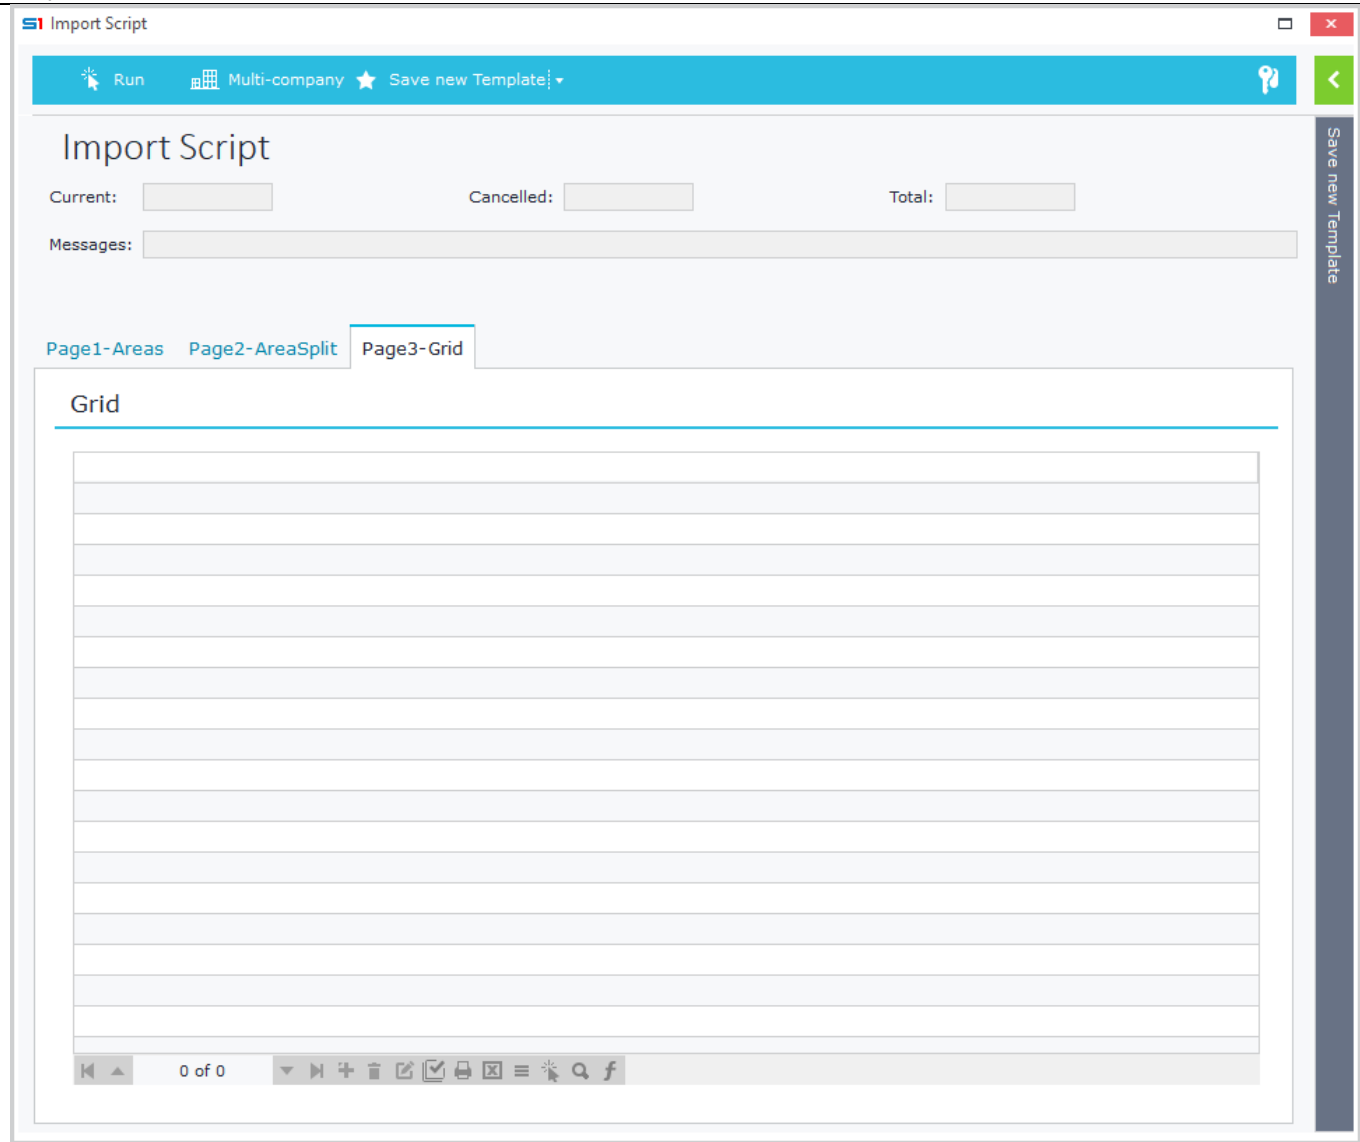 S1 Import Script
Run Multi-company Save new Template
Import Script
Current: Cancelled: Total:
Messages:
Page1-Areas Page2-AreaSplit Page3-Grid
Grid
0 of 0
Save new Template